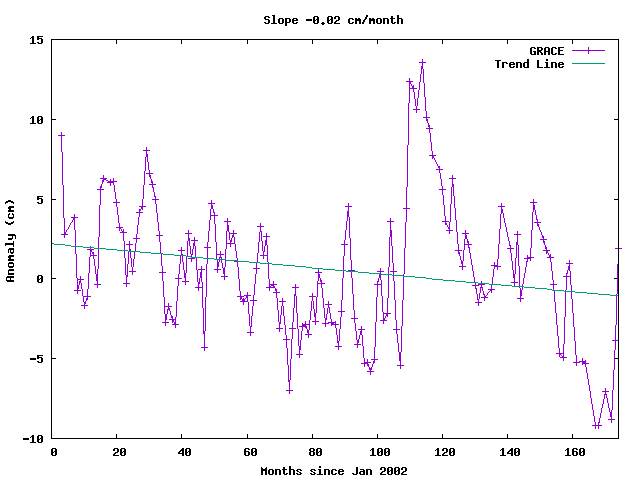 Slope -0.02 cm/month
15
GRACE
Trend Line
10
5
0
-5
-10
Anomaly (cm)
0 20 40 60 80 100 120 140 160
Months since Jan 2002